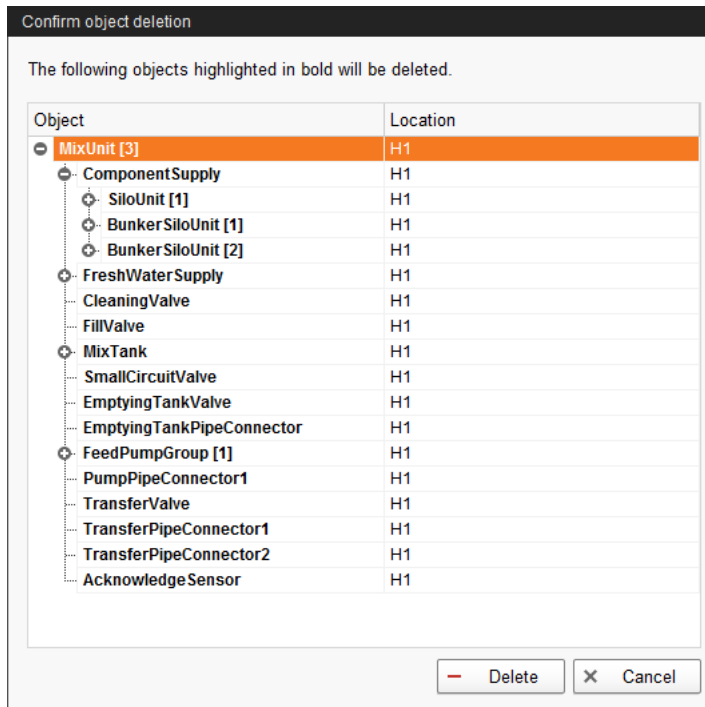 Confirm object deletion
The following objects highlighted in bold will be deleted.
Object Location
MixUnit [3] H1
ComponentSupply H1
SiloUnit [1] H1
BunkerSiloUnit [1] H1
BunkerSiloUnit [2] H1
FreshWaterSupply H1
CleaningValve H1
FillValve H1
MixTank H1
SmallCircuitValve H1
EmptyingTankValve H1
EmptyingTankPipeConnector H1
FeedPumpGroup [1] H1
PumpPipeConnector1 H1
TransferValve H1
TransferPipeConnector1 H1
TransferPipeConnector2 H1
AcknowledgeSensor H1
Delete Cancel